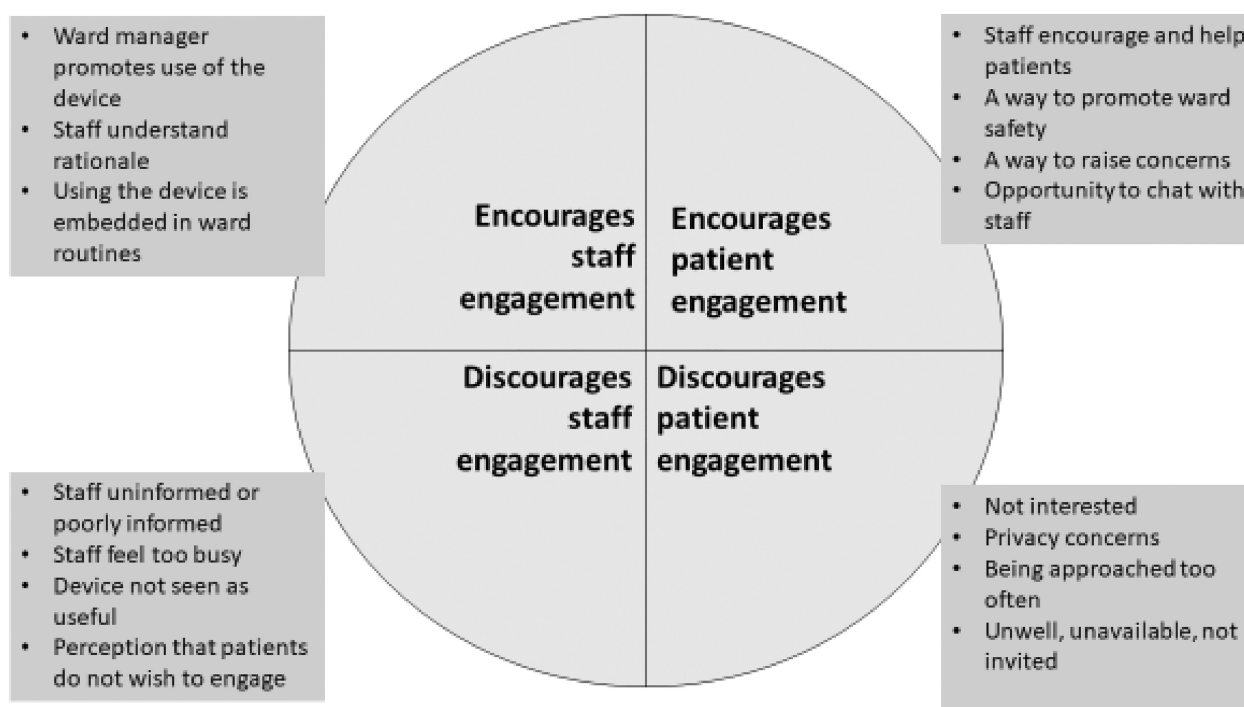 • Ward manager
promotes use of the
device
• Staff understand
rationale
• Using the device is
embedded in ward
routines
• Staff encourage and help
patients
• A way to promote ward
safety
• A way to raise concerns
• Opportunity to chat with
staff
Encourages
staff
engagement
Encourages
patient
engagement
Discourages
staff
engagement
Discourages
patient
engagement
• Staff uninformed or
poorly informed
• Staff feel too busy
• Device not seen as
useful
• Perception that patients
do not wish to engage
• Not interested
• Privacy concerns
• Being approached too
often
• Unwell, unavailable, not
invited